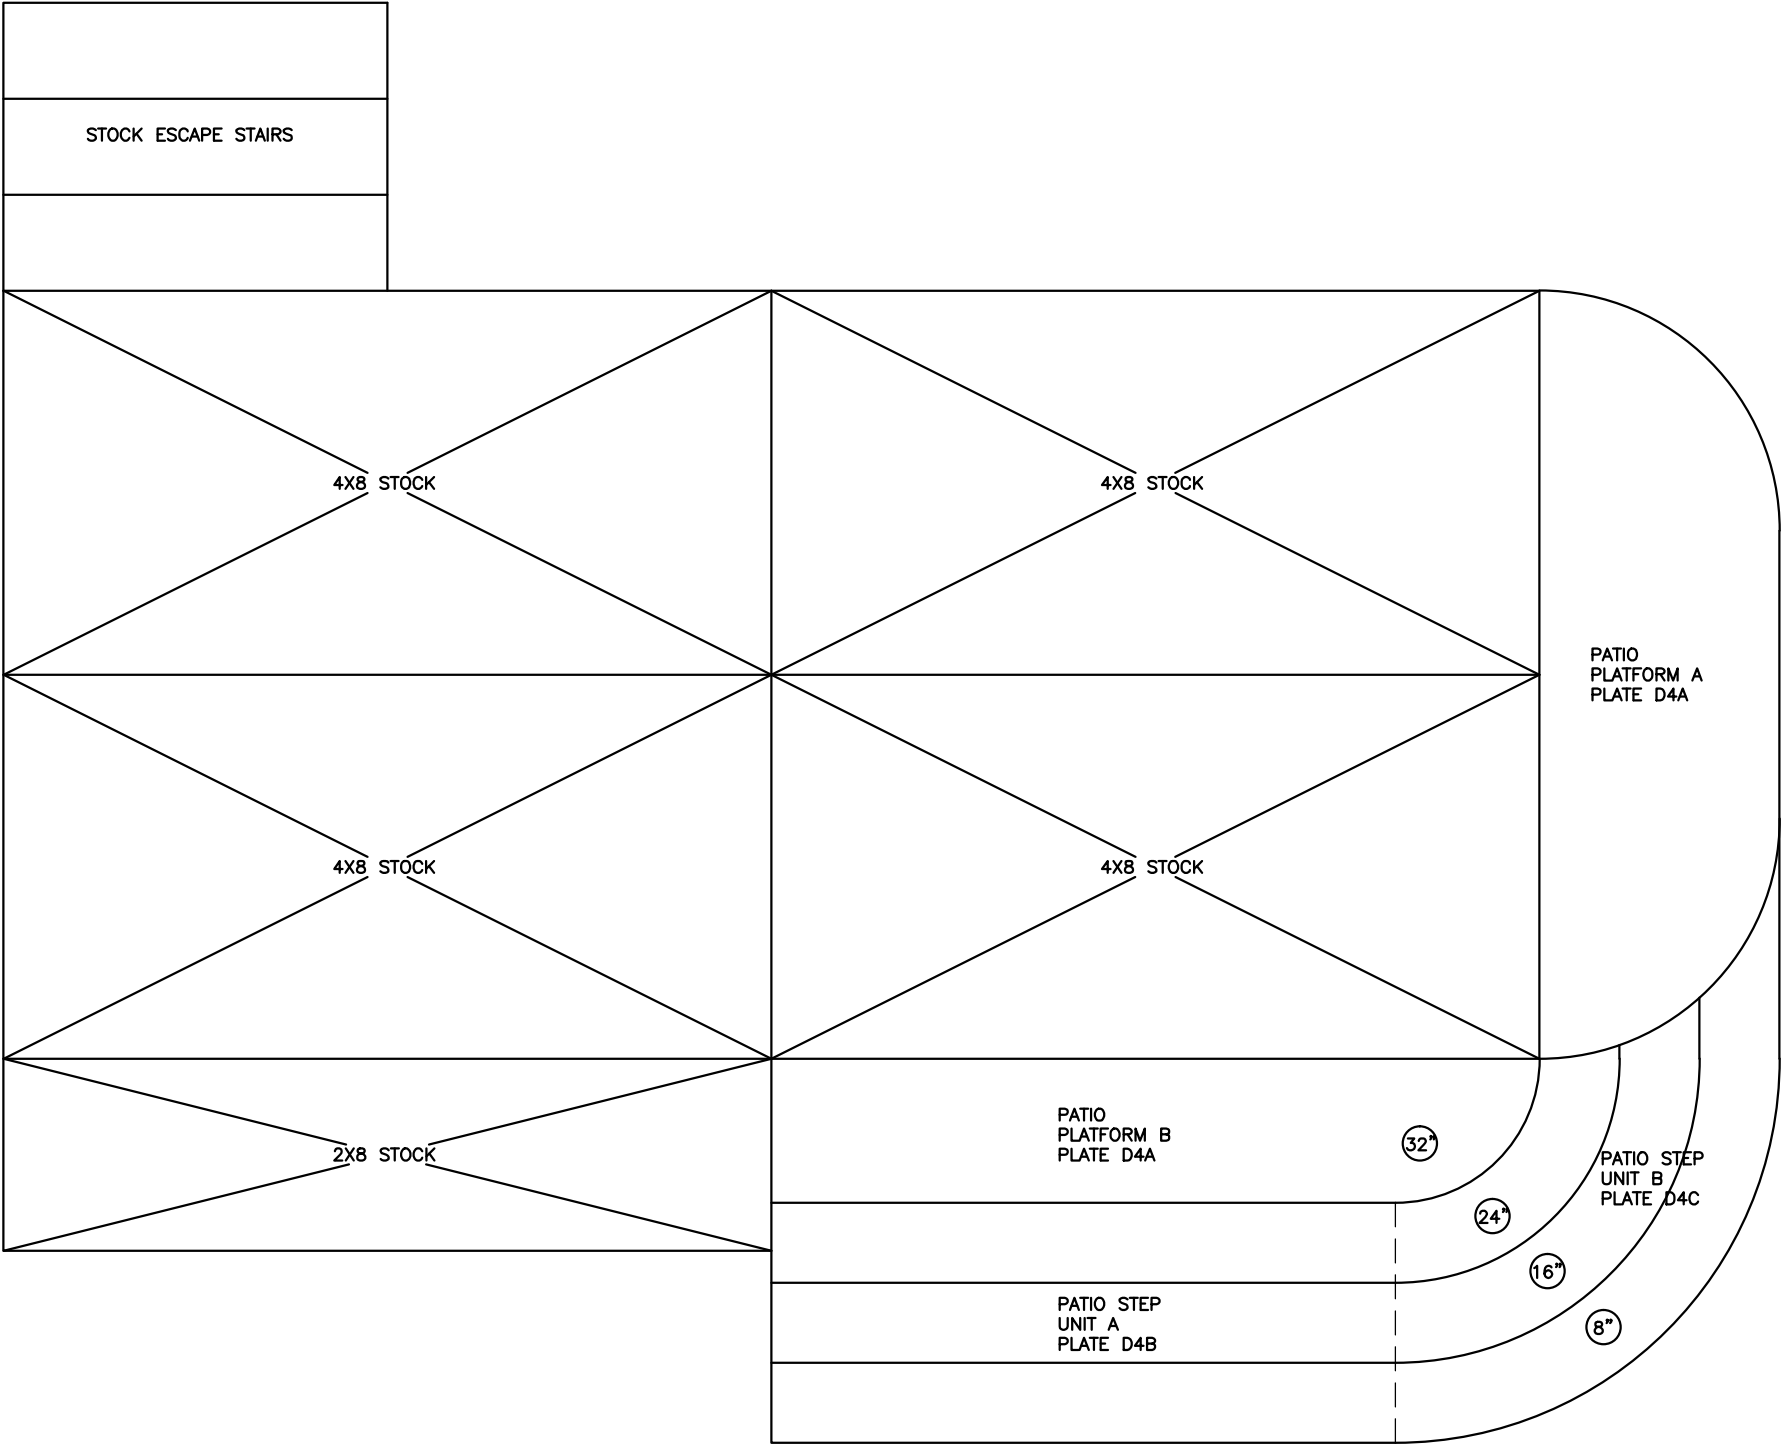 STOCK ESCAPE STAIRS
4X8 STOCK
4X8 STOCK
PATIO
PLATFORM A
PLATE D4A
4X8 STOCK
4X8 STOCK
PATIO
PLATFORM B
PLATE D4A
32"
2X8 STOCK
PATIO STEP
UNIT B
PLATE D4C
24"
16"
PATIO STEP
UNIT A
PLATE D4B
8"